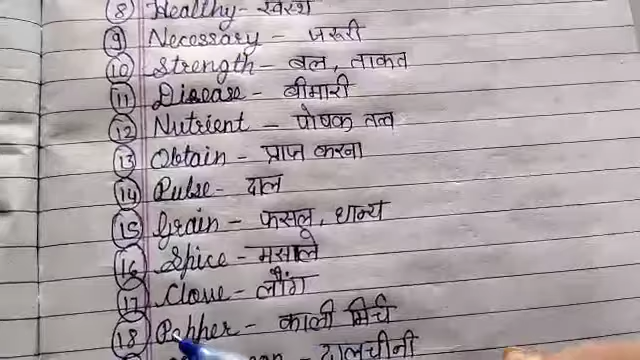 (8) Healthy - स्वस्थ
(9) Necessary - जरूरी
(10) Strength - बल, ताकत
(11) Disease - बीमारी
(12) Nutrient - पोषक तत्व
(13) Obtain - प्राप्त करना
(14) Pulse - दाल
(15) Grain - फसल, धान्य
(16) Spice - मसाले
(17) Clove - लौंग
(18) Pepper - काली मिर्च
- दालचीनी